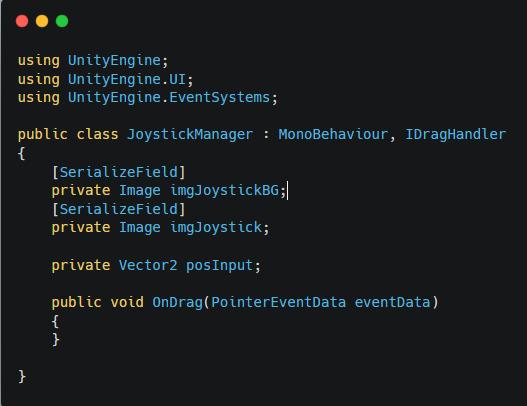 using UnityEngine;
using UnityEngine.UI;
using UnityEngine.EventSystems;
public class JoystickManager : MonoBehaviour, IDragHandler
{
[SerializeField]
private Image imgJoystickBG;
[SerializeField]
private Image imgJoystick;
private Vector2 posInput;
public void OnDrag(PointerEventData eventData)
{
}
}